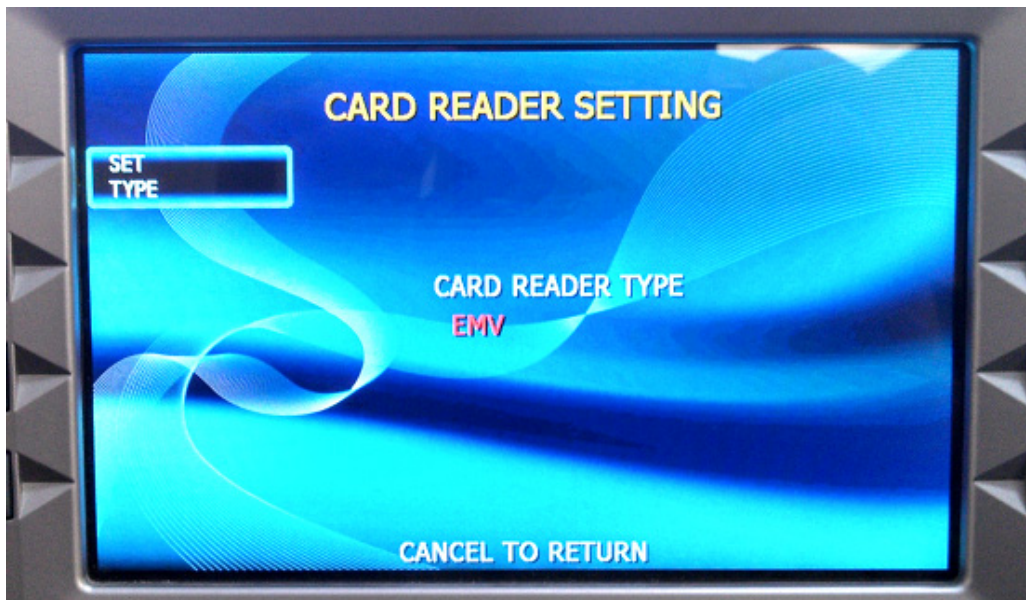 CARD READER SETTING
SET
TYPE
CARD READER TYPE
EMV
CANCEL TO RETURN